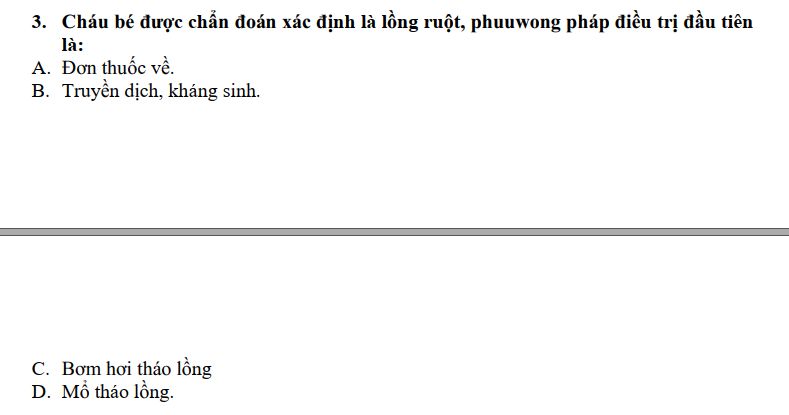 3. Cháu bé được chẩn đoán xác định là lồng ruột, phuuwong pháp điều trị đầu tiên
là:
A. Đơn thuốc về.
B. Truyền dịch, kháng sinh.
C. Bơm hơi tháo lồng
D. Mổ tháo lồng.